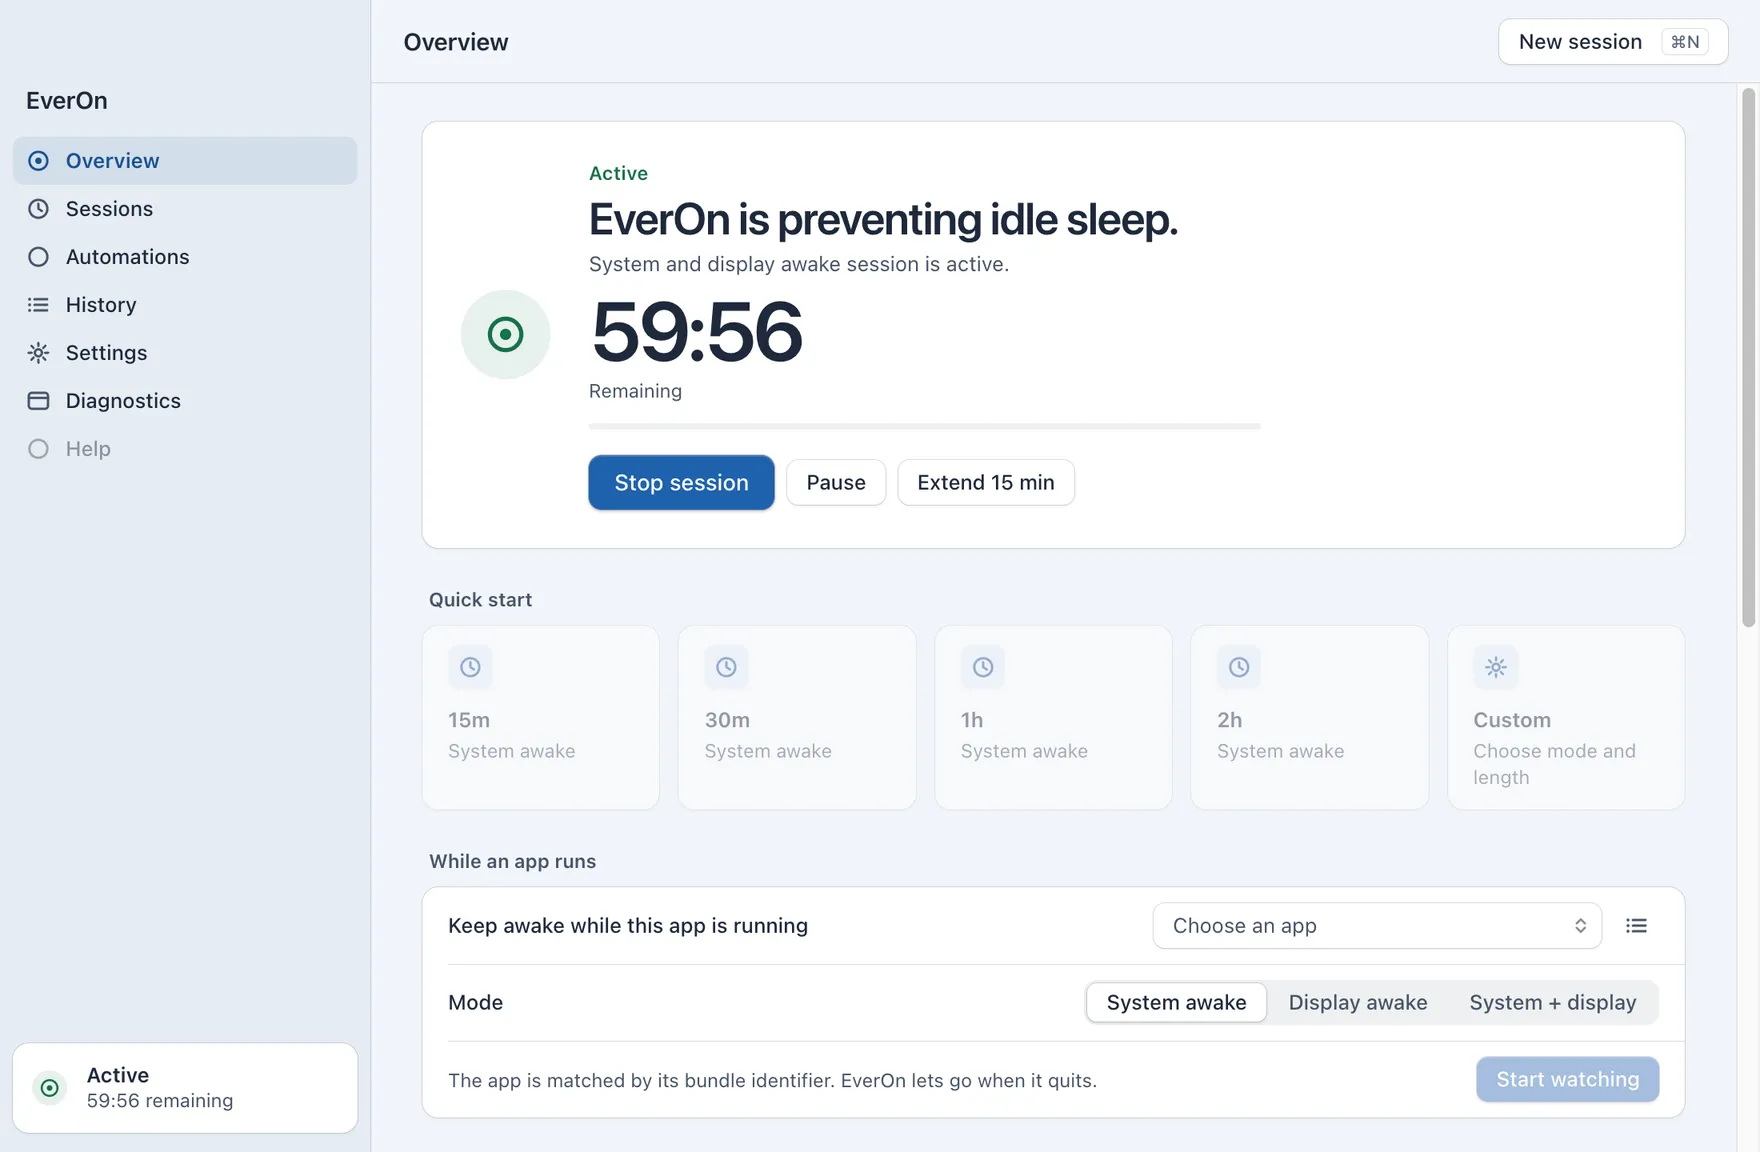 EverOn
Overview
Sessions
Automations
History
Settings
Diagnostics
Help
Active
59:56 remaining
Overview
New session ⌘N
Active
EverOn is preventing idle sleep.
System and display awake session is active.
59:56
Remaining
Stop session
Pause
Extend 15 min
Quick start
15m
System awake
30m
System awake
1h
System awake
2h
System awake
Custom
Choose mode and
length
While an app runs
Keep awake while this app is running
Choose an app
Mode
System awake
Display awake
System + display
The app is matched by its bundle identifier. EverOn lets go when it quits.
Start watching